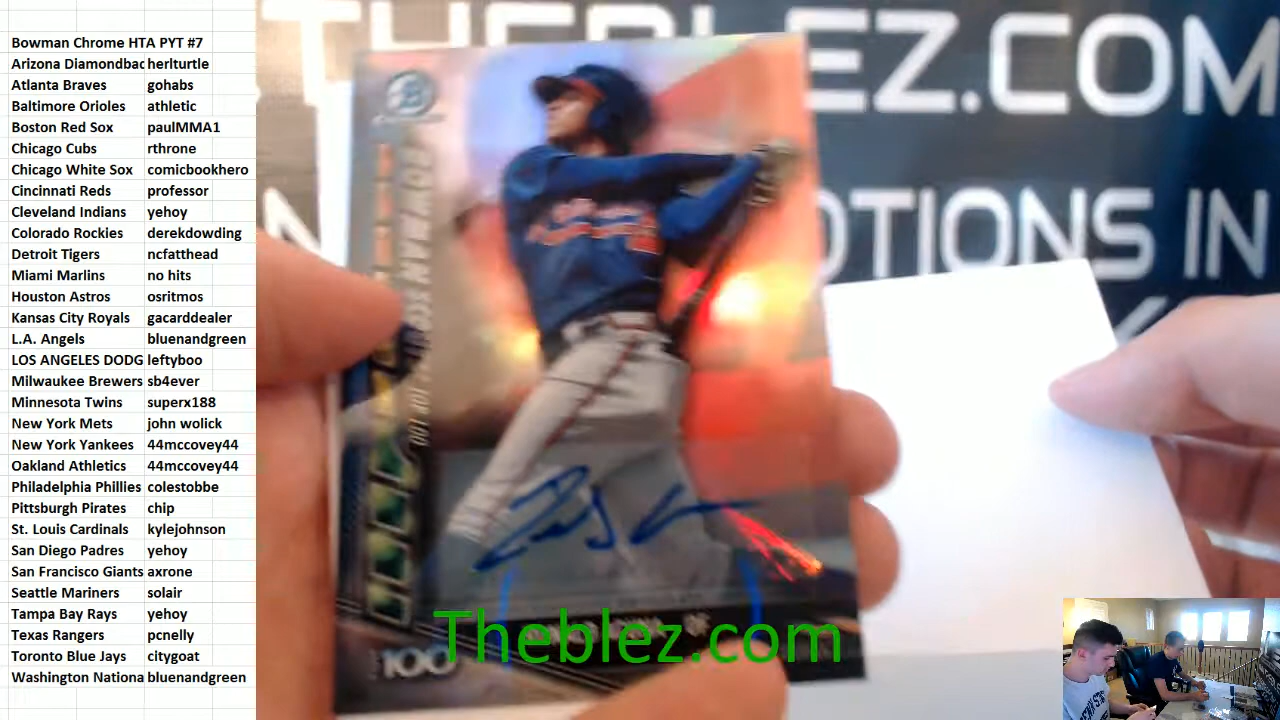 Bowman Chrome HTA PYT #7
Arizona Diamondbac herlturtle
Atlanta Braves gohabs
Baltimore Orioles athletic
Boston Red Sox paulMMA1
Chicago Cubs rthrone
Chicago White Sox comicbookhero
Cincinnati Reds professor
Cleveland Indians yehoy
Colorado Rockies derekdowding
Detroit Tigers ncfatthead
Miami Marlins no hits
Houston Astros osritmos
Kansas City Royals gacarddealer
L.A. Angels bluenandgreen
LOS ANGELES DODG leftyboo
Milwaukee Brewers sb4ever
Minnesota Twins superx188
New York Mets john wolick
New York Yankees 44mccovey44
Oakland Athletics 44mccovey44
Philadelphia Phillies colestobbe
Pittsburgh Pirates chip
St. Louis Cardinals kylejohnson
San Diego Padres yehoy
San Francisco Giants axrone
Seattle Mariners solair
Tampa Bay Rays yehoy
Texas Rangers pcnelly
Toronto Blue Jays citygoat
Washington Nationa bluenandgreen
THEBLEZ.COM
OTIONS IN
B
BOWMAN SCOUTS' TOP 100
100
Theblez.com